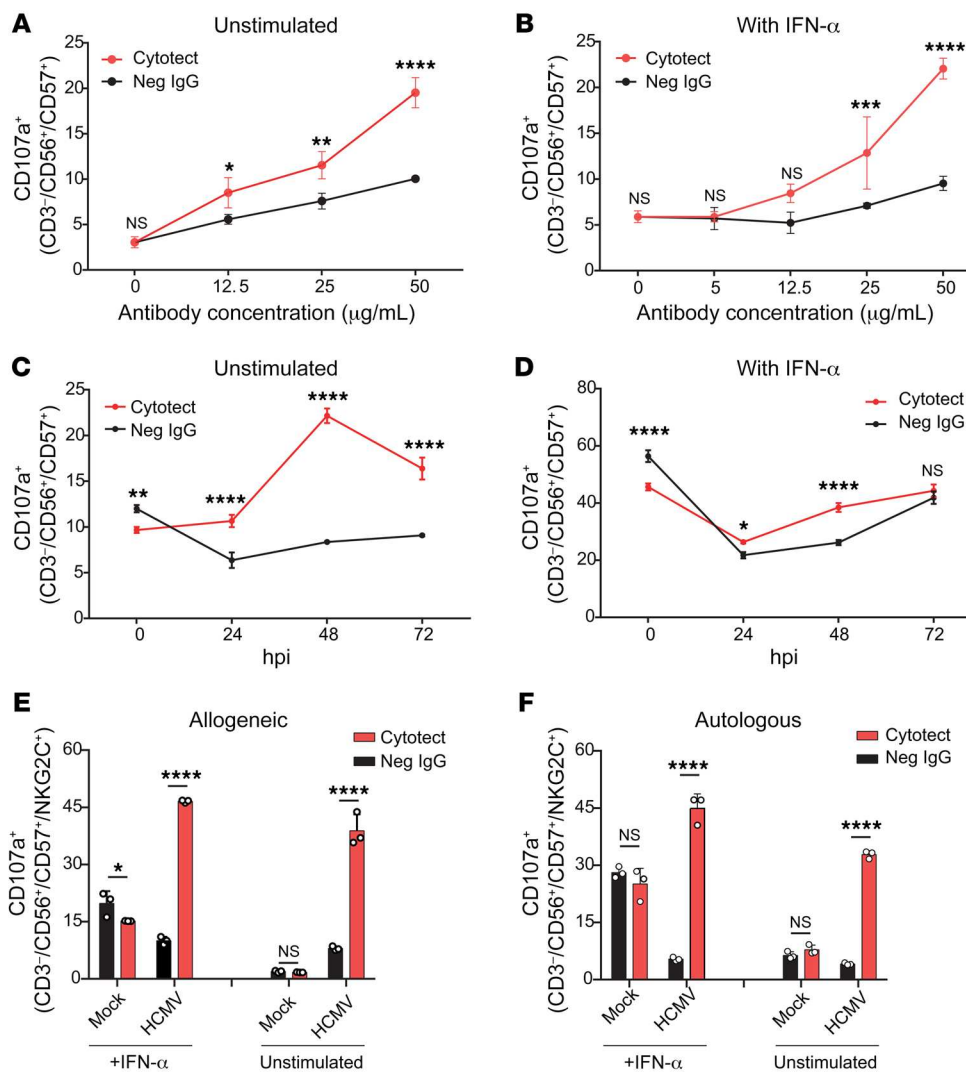 A
Unstimulated
Cytotect
Neg IgG
CD107a⁺
(CD3⁻/CD56⁺/CD57⁺)
25
20
15
10
5
0
NS
*
**
****
0
12.5
25
50
Antibody concentration (μg/mL)
B
With IFN-α
Cytotect
Neg IgG
CD107a⁺
(CD3⁻/CD56⁺/CD57⁺)
25
20
15
10
5
0
NS
NS
NS
***
****
0
5
12.5
25
50
Antibody concentration (μg/mL)
C
Unstimulated
Cytotect
Neg IgG
CD107a⁺
(CD3⁻/CD56⁺/CD57⁺)
25
20
15
10
5
0
**
****
****
****
0
24
48
72
hpi
D
With IFN-α
Cytotect
Neg IgG
CD107a⁺
(CD3⁻/CD56⁺/CD57⁺)
80
60
40
20
0
****
*
****
NS
0
24
48
72
hpi
E
Allogeneic
Cytotect
Neg IgG
CD107a⁺
(CD3⁻/CD56⁺/CD57⁺/NKG2C⁺)
60
45
30
15
0
*
****
NS
****
Mock
HCMV
Mock
HCMV
+IFN-α
Unstimulated
F
Autologous
Cytotect
Neg IgG
CD107a⁺
(CD3⁻/CD56⁺/CD57⁺/NKG2C⁺)
60
45
30
15
0
NS
****
NS
****
Mock
HCMV
Mock
HCMV
+IFN-α
Unstimulated